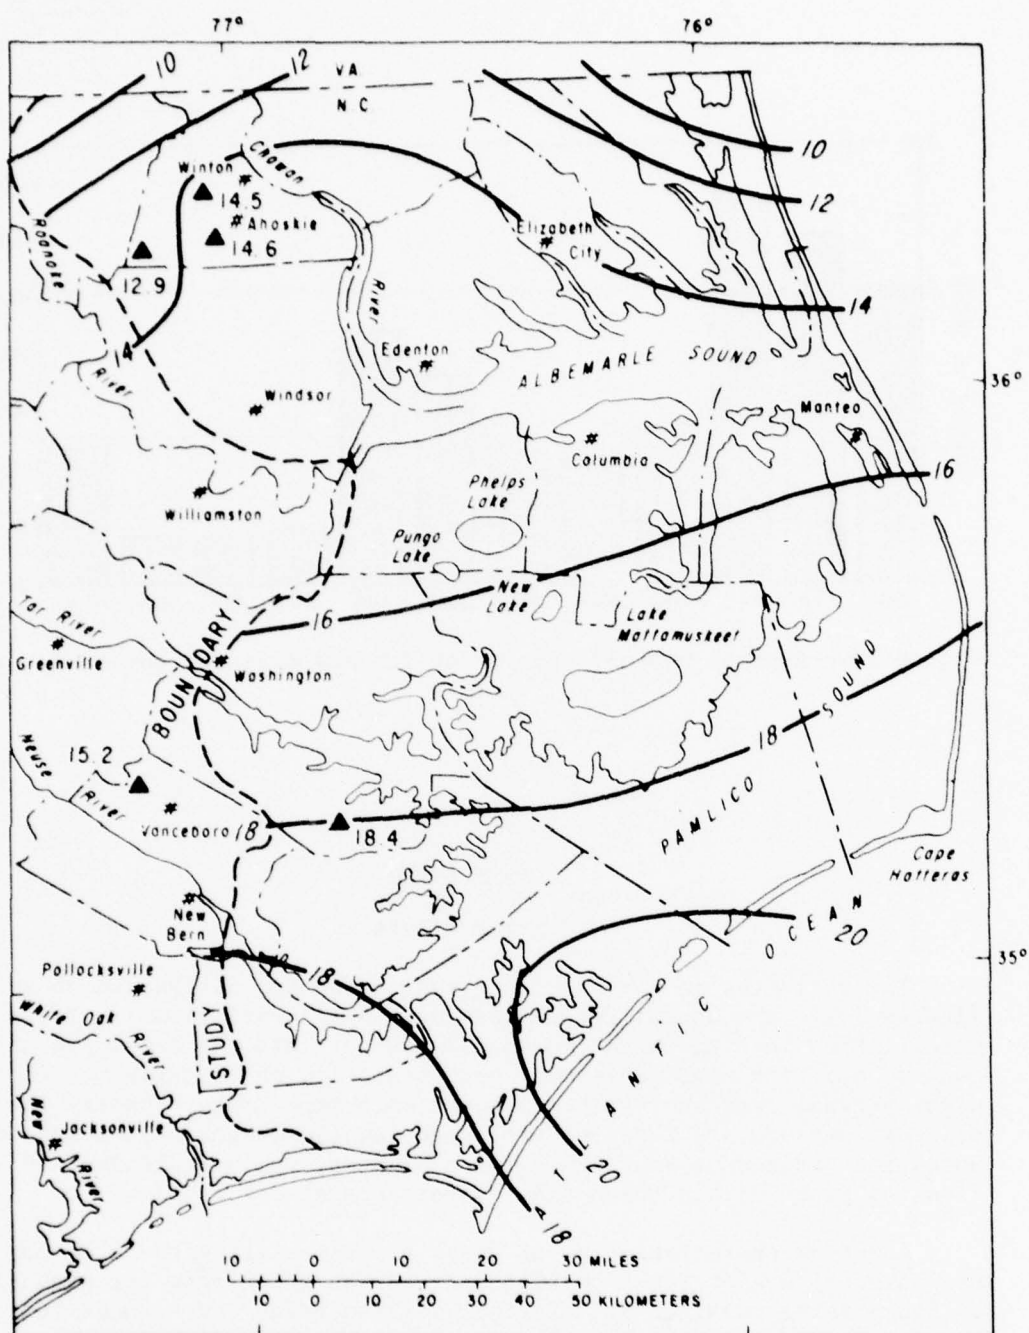 77°
76°
10
12
VA.
N.C.
10
12
Chowan
Winton
14.5
Ahoskie
14.6
12.9
Roanoke
Elizabeth
City
14
14
River
River
Edenton
ALBEMARLE SOUND
36°
Windsor
Manteo
Columbia
16
Phelps
Lake
Williamston
Pungo
Lake
New
Lake
16
Lake
Mattamuskeet
Tar River
Greenville
Washington
BOUNDARY
SOUND
18
Neuse
River
15.2
Vanceboro
18
18.4
PAMLICO
Cape
Hatteras
New
Bern
OCEAN
20
35°
18
Pollocksville
White Oak
River
STUDY
ATLANTIC
New
River
Jacksonville
20
18
10 0 10 20 30 MILES
10 0 10 20 30 40 50 KILOMETERS